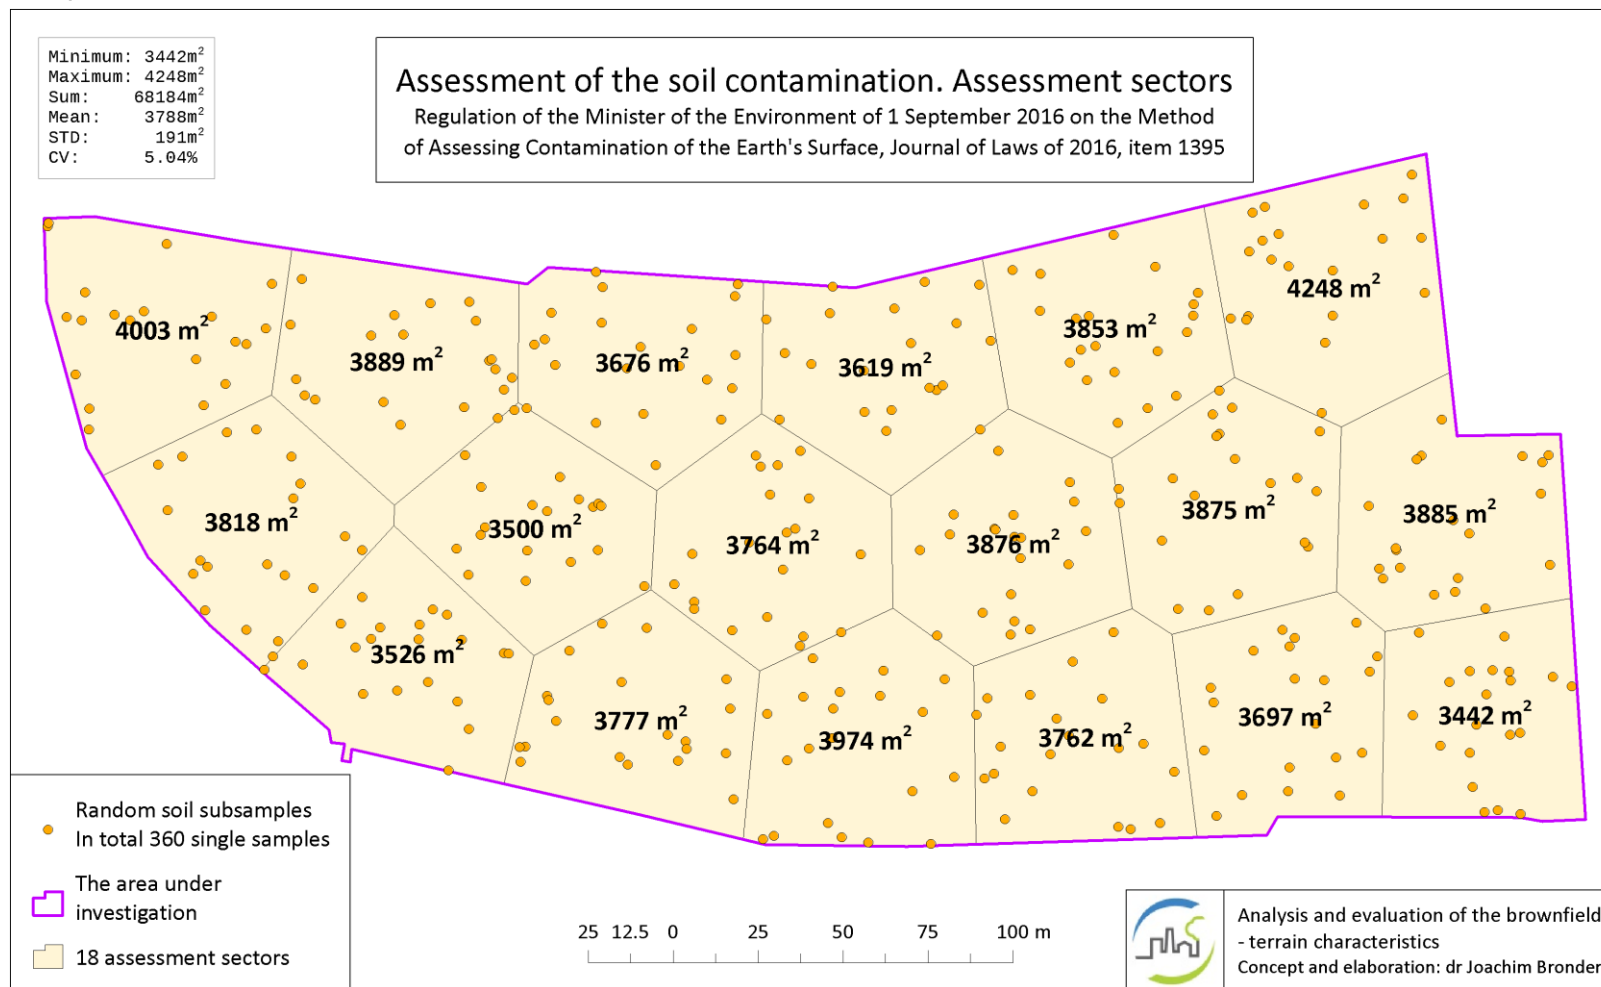 Minimum: 3442m²
Maximum: 4248m²
Sum: 68184m²
Mean: 3788m²
STD: 191m²
CV: 5.04%
Assessment of the soil contamination. Assessment sectors
Regulation of the Minister of the Environment of 1 September 2016 on the Method
of Assessing Contamination of the Earth's Surface, Journal of Laws of 2016, item 1395
4003 m²
3889 m²
3676 m²
3619 m²
3853 m²
4248 m²
3818 m²
3500 m²
3764 m²
3876 m²
3875 m²
3885 m²
3526 m²
3777 m²
3974 m²
3762 m²
3697 m²
3442 m²
Random soil subsamples
In total 360 single samples
The area under
investigation
18 assessment sectors
25 12.5 0 25 50 75 100 m
Analysis and evaluation of the brownfield
- terrain characteristics
Concept and elaboration: dr Joachim Bronder